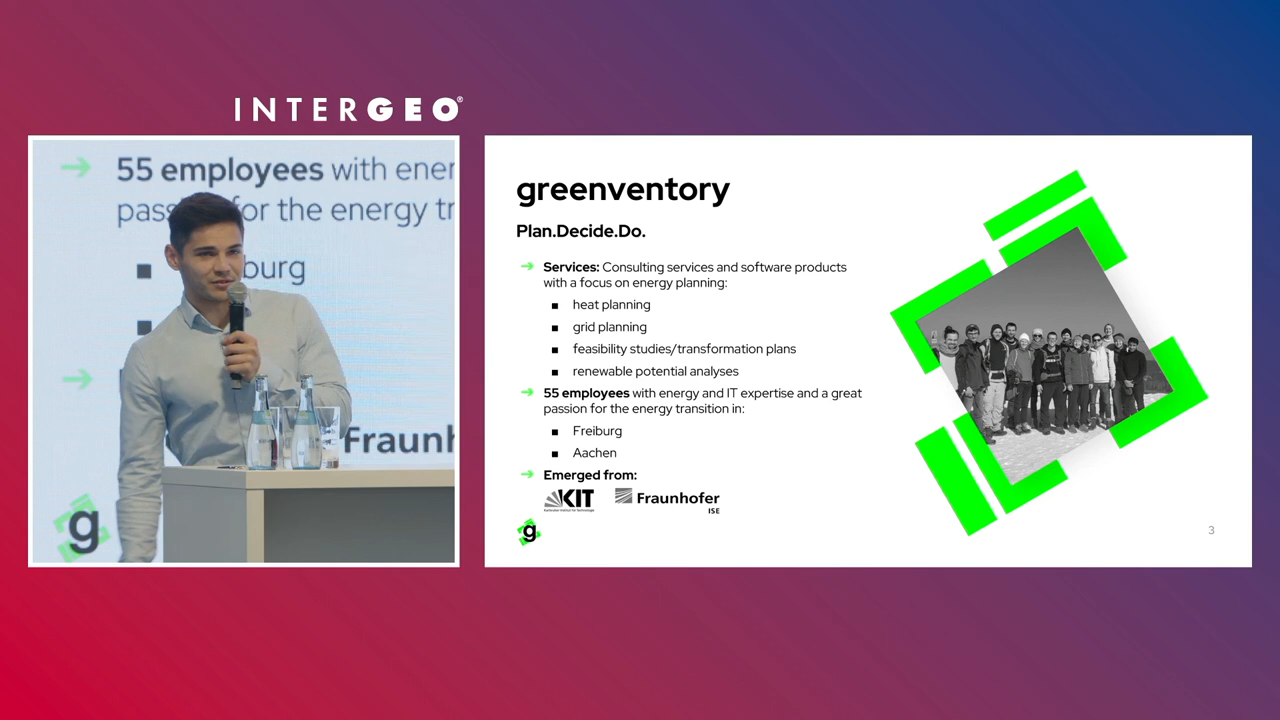 INTERGEO®
55 employees with ener
pass for the energy tr
burg
Fraunh
g
greenventory
Plan.Decide.Do.
➔ Services: Consulting services and software products
with a focus on energy planning:
■ heat planning
■ grid planning
■ feasibility studies/transformation plans
■ renewable potential analyses
➔ 55 employees with energy and IT expertise and a great
passion for the energy transition in:
■ Freiburg
■ Aachen
➔ Emerged from:
KIT Fraunhofer
ISE
g
3